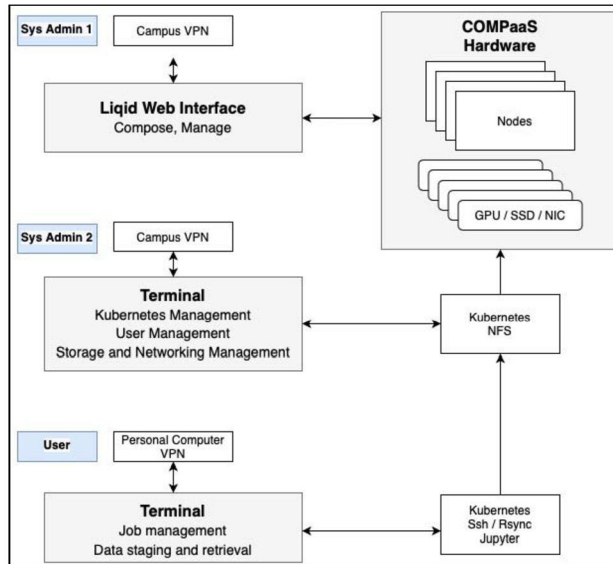 Sys Admin 1
Campus VPN
Liqid Web Interface
Compose, Manage
COMPaaS
Hardware
Nodes
GPU / SSD / NIC
Sys Admin 2
Campus VPN
Terminal
Kubernetes Management
User Management
Storage and Networking Management
Kubernetes
NFS
User
Personal Computer
VPN
Terminal
Job management
Data staging and retrieval
Kubernetes
Ssh / Rsync
Jupyter